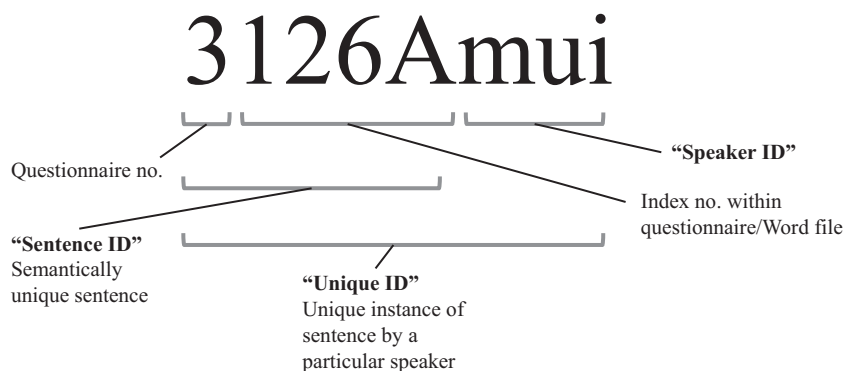 3126Amui
“Speaker ID”
Questionnaire no.
Index no. within
questionnaire/Word file
“Sentence ID”
Semantically
unique sentence
“Unique ID”
Unique instance of
sentence by a
particular speaker